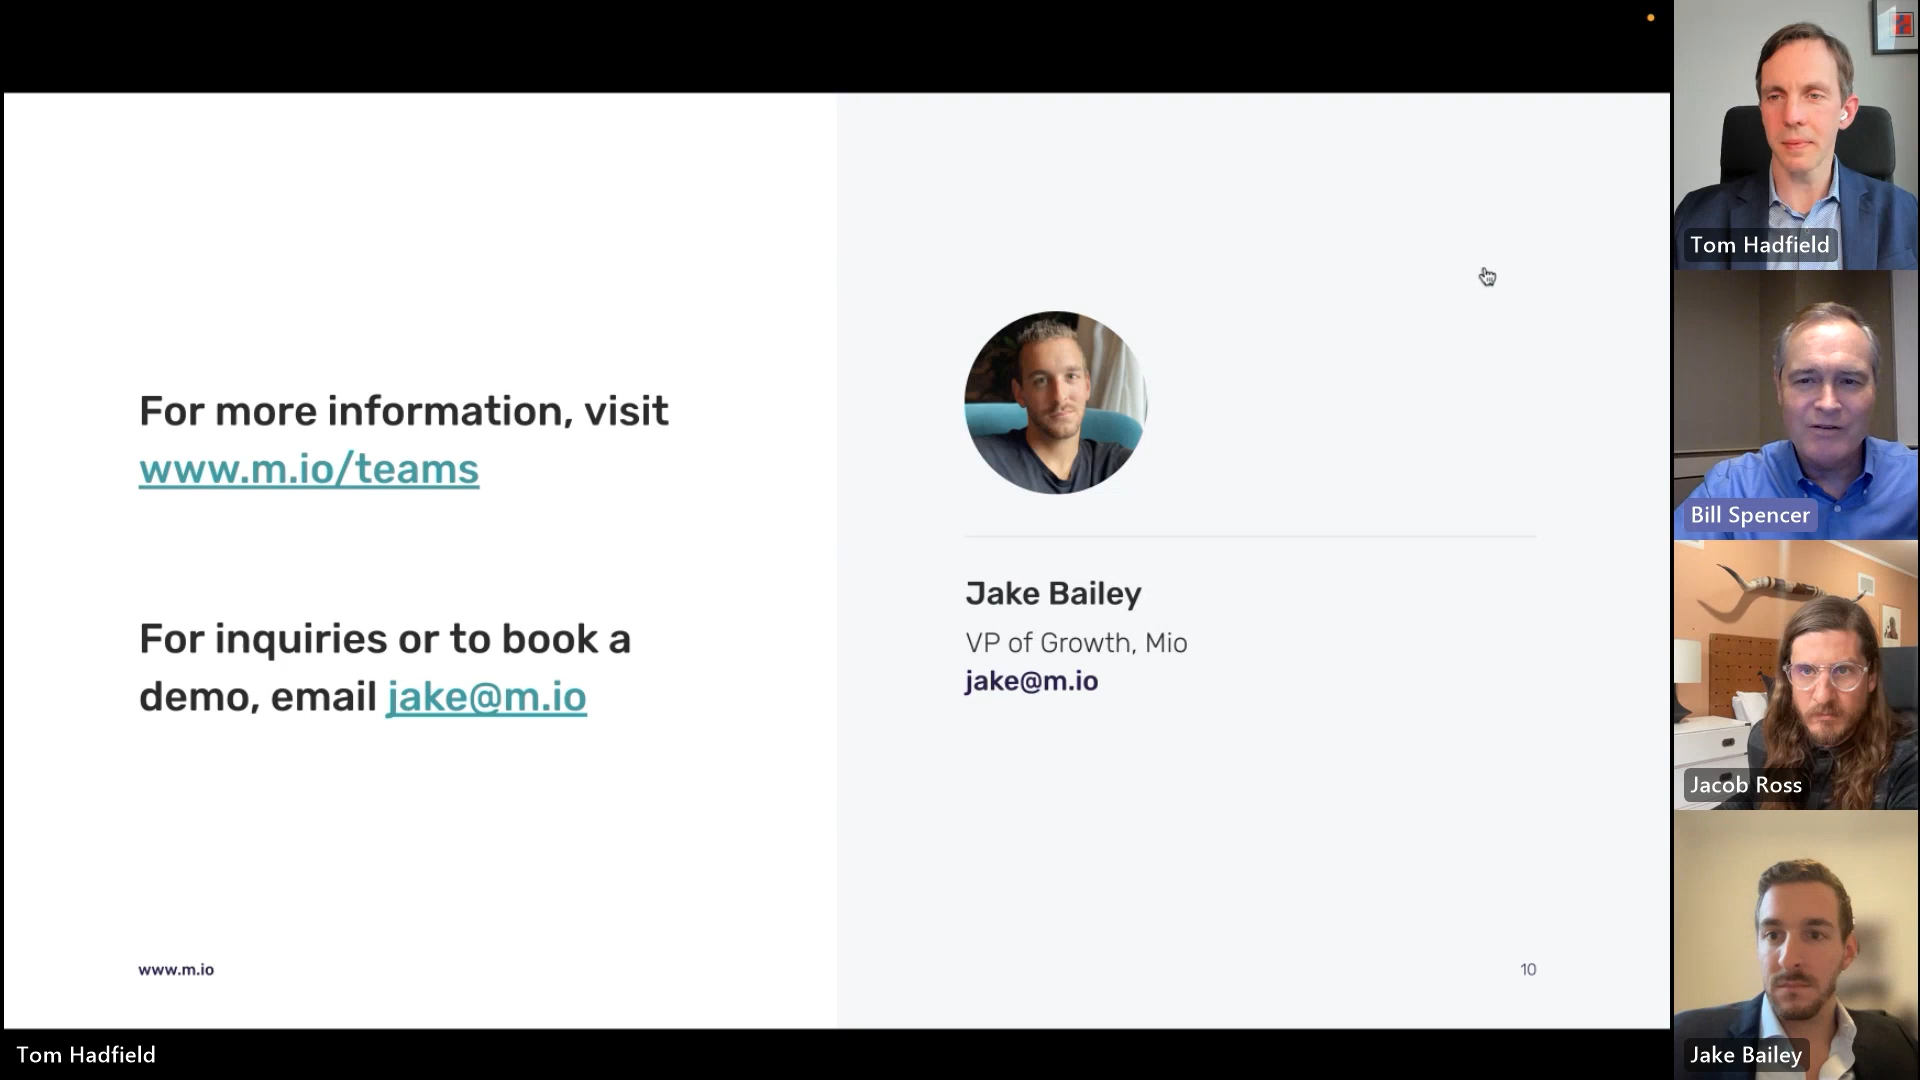 For more information, visit
www.m.io/teams
For inquiries or to book a
demo, email jake@m.io
www.m.io
Jake Bailey
VP of Growth, Mio
jake@m.io
10
Tom Hadfield
Tom Hadfield
Bill Spencer
Jacob Ross
Jake Bailey